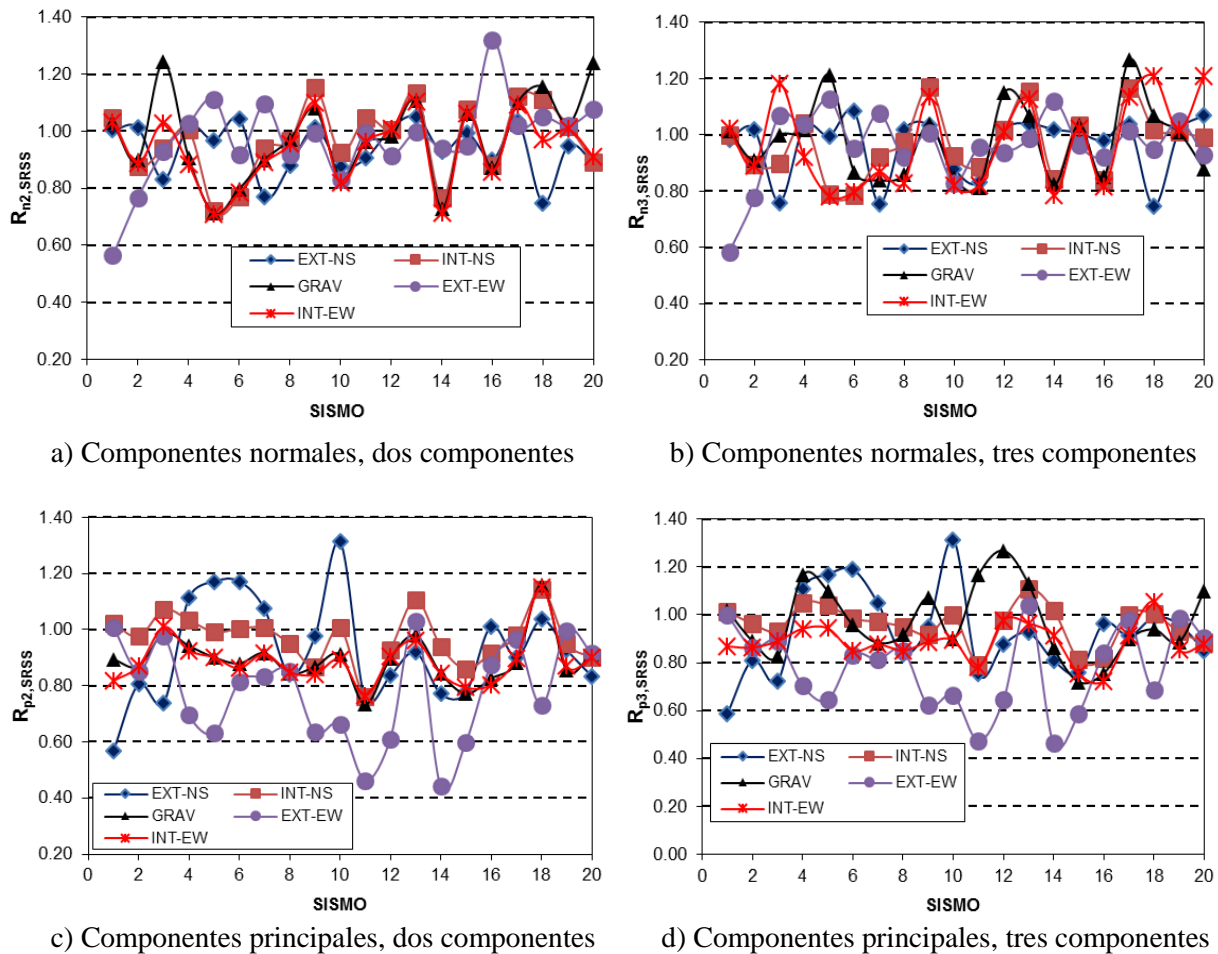 1.40
1.20
1.00
0.80
0.60
0.40
0.20
R_n2,SRSS
0 2 4 6 8 10 12 14 16 18 20
SISMO
EXT-NS INT-NS
GRAV EXT-EW
INT-EW
a) Componentes normales, dos componentes
1.40
1.20
1.00
0.80
0.60
0.40
0.20
R_n3,SRSS
0 2 4 6 8 10 12 14 16 18 20
SISMO
EXT-NS INT-NS
GRAV EXT-EW
INT-EW
b) Componentes normales, tres componentes
1.40
1.20
1.00
0.80
0.60
0.40
0.20
R_p2,SRSS
0 2 4 6 8 10 12 14 16 18 20
SISMO
EXT-NS INT-NS
GRAV EXT-EW
INT-EW
c) Componentes principales, dos componentes
1.40
1.20
1.00
0.80
0.60
0.40
0.20
0.00
R_p3,SRSS
0 2 4 6 8 10 12 14 16 18 20
SISMO
EXT-NS INT-NS
GRAV EXT-EW
INT-EW
d) Componentes principales, tres componentes